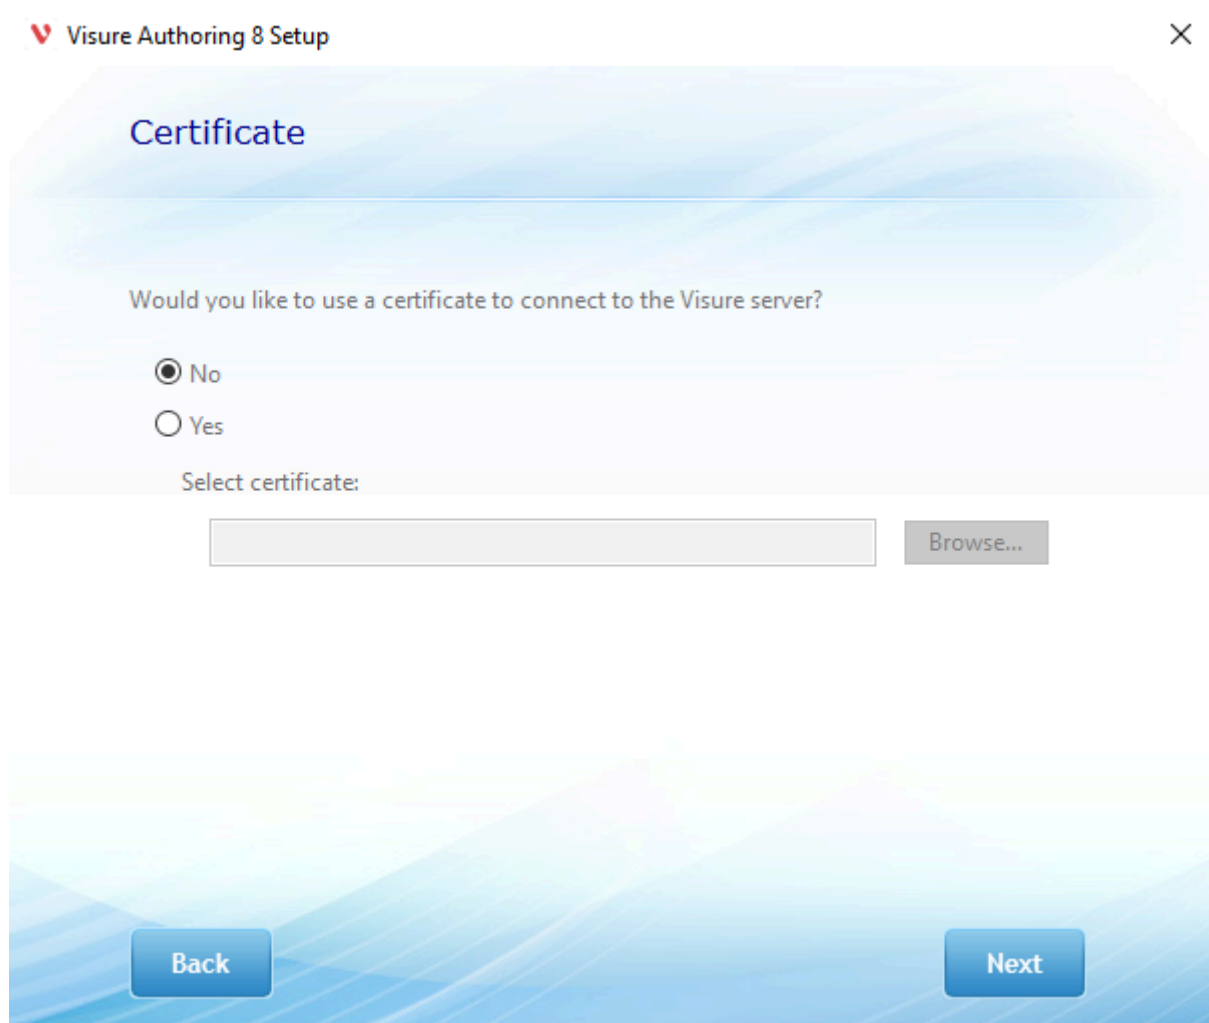 Visure Authoring 8 Setup
Certificate
Would you like to use a certificate to connect to the Visure server?
No
Yes
Select certificate:
Browse...
Back
Next